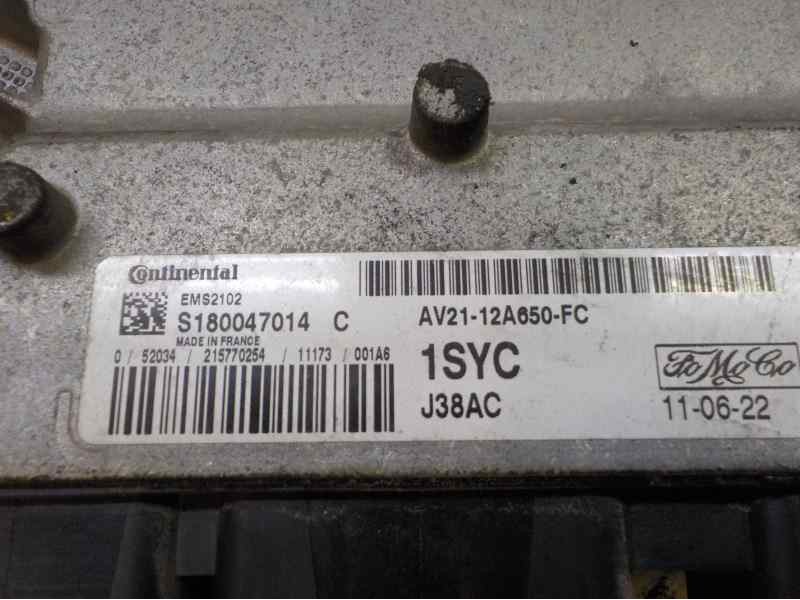 Continental
EMS2102
S180047014 C
MADE IN FRANCE
0 / 52034 / 215770254 / 11173 / 001A6
AV21-12A650-FC
1SYC
J38AC
FoMoCo
11-06-22